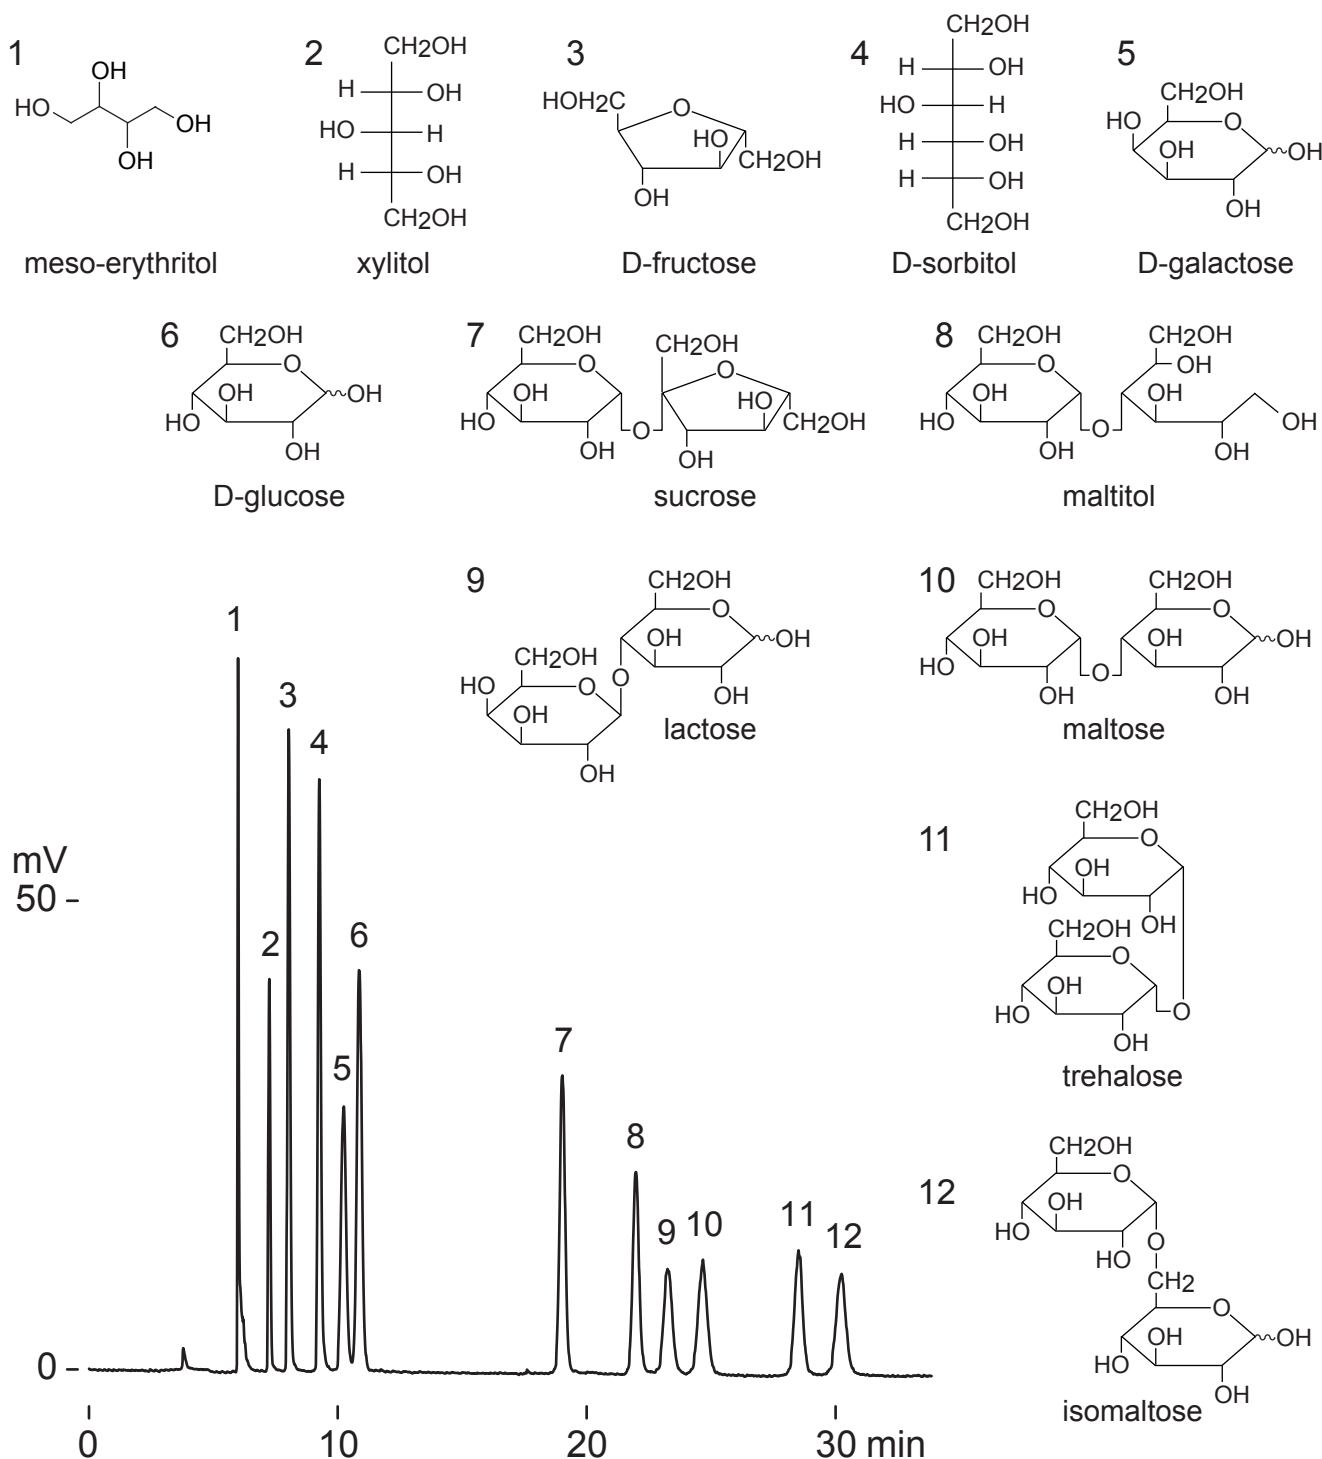 1
HO
OH
OH
OH
meso-erythritol
2
CH2OH
H
OH
HO
H
H
OH
CH2OH
xylitol
3
HOH2C
O
HO
CH2OH
OH
D-fructose
4
CH2OH
H
OH
HO
H
H
OH
H
OH
CH2OH
D-sorbitol
5
CH2OH
HO
O
OH
OH
OH
D-galactose
6
CH2OH
O
OH
OH
HO
OH
D-glucose
7
CH2OH
O
OH
HO
OH
O
CH2OH
O
HO
CH2OH
OH
sucrose
8
CH2OH
O
OH
HO
OH
O
CH2OH
OH
OH
OH
OH
maltitol
9
CH2OH
O
OH
OH
OH
O
CH2OH
HO
O
OH
OH
lactose
10
CH2OH
O
OH
HO
OH
O
CH2OH
O
OH
OH
OH
maltose
11
CH2OH
O
OH
HO
OH
CH2OH
O
OH
HO
OH
O
trehalose
12
CH2OH
O
OH
HO
HO
O
CH2
O
OH
OH
HO
OH
isomaltose
1
2
3
4
5
6
7
8
9
10
11
12
mV
50
0
0
10
20
30 min